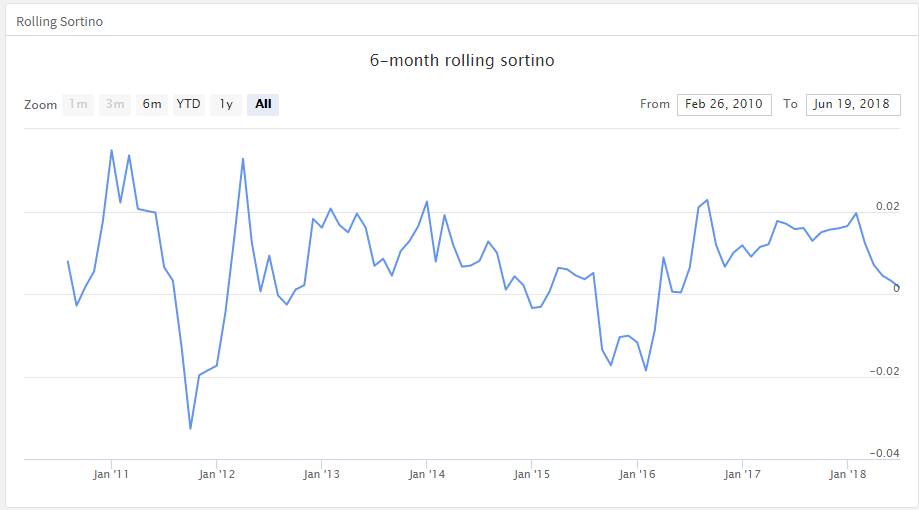 Rolling Sortino
6-month rolling sortino
Zoom 1m 3m 6m YTD 1y All From Feb 26, 2010 To Jun 19, 2018
0.02
0
-0.02
-0.04
Jan '11 Jan '12 Jan '13 Jan '14 Jan '15 Jan '16 Jan '17 Jan '18